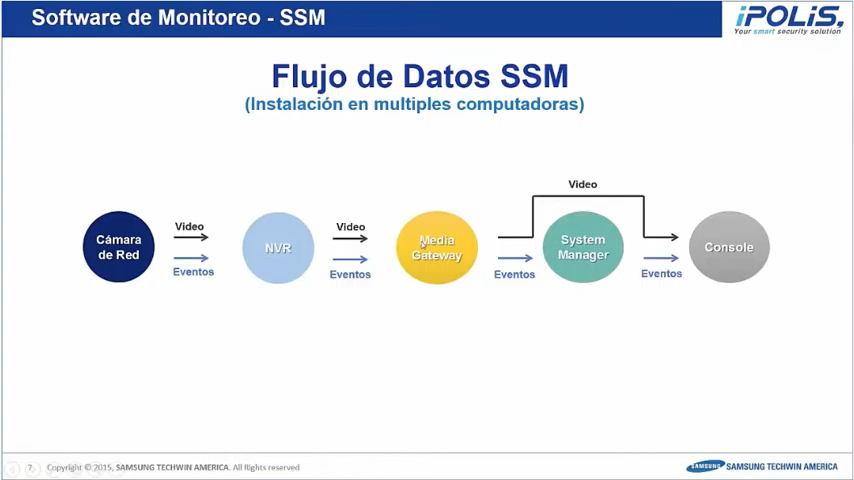 Software de Monitoreo - SSM
iPOLiS,
Your smart security solution
Flujo de Datos SSM
(Instalación en multiples computadoras)
Video
Video
Video
Cámara
de Red
NVR
Media
Gateway
System
Manager
Console
Eventos
Eventos
Eventos
Eventos
7
Copyright © 2015, SAMSUNG TECHWIN AMERICA. All Rights reserved
SAMSUNG
SAMSUNG TECHWIN AMERICA